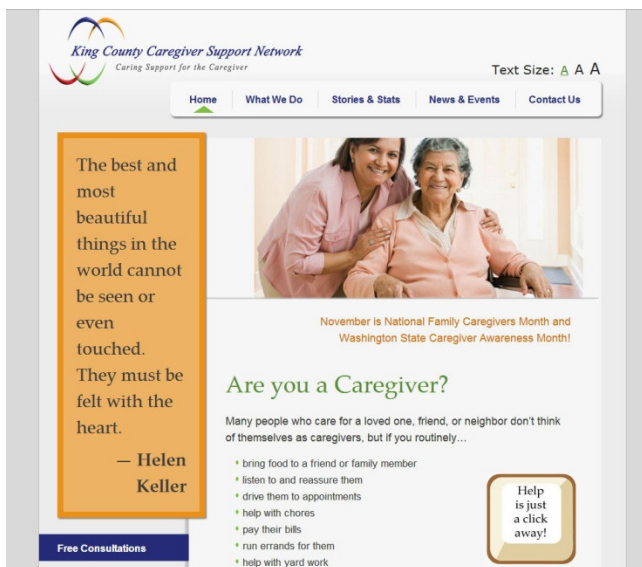 King County Caregiver Support Network
Caring Support for the Caregiver
Text Size: A A A
Home What We Do Stories & Stats News & Events Contact Us
The best and
most
beautiful
things in the
world cannot
be seen or
even
touched.
They must be
felt with the
heart.
— Helen
Keller
Free Consultations
November is National Family Caregivers Month and
Washington State Caregiver Awareness Month!
Are you a Caregiver?
Many people who care for a loved one, friend, or neighbor don't think
of themselves as caregivers, but if you routinely…
• bring food to a friend or family member
• listen to and reassure them
• drive them to appointments
• help with chores
• pay their bills
• run errands for them
• help with yard work
Help
is just
a click
away!